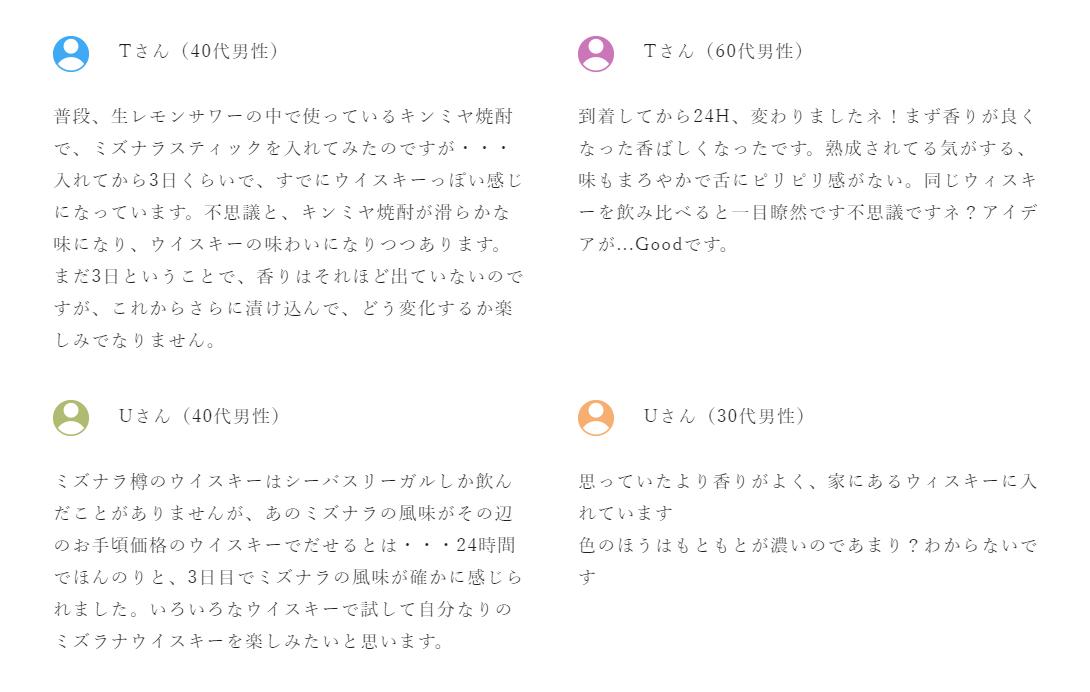 Tさん（40代男性）
普段、生レモンサワーの中で使っているキンミヤ焼酎
で、ミズナラスティックを入れてみたのですが・・・
入れてから3日くらいで、すでにウイスキーっぽい感じ
になっています。不思議と、キンミヤ焼酎が滑らかな
味になり、ウイスキーの味わいになりつつあります。
まだ3日ということで、香りはそれほど出ていないので
すが、これからさらに漬け込んで、どう変化するか楽
しみでなりません。
Tさん（60代男性）
到着してから24H、変わりましたネ！まず香りが良く
なった香ばしくなったです。熟成されてる気がする、
味もまろやかで舌にピリピリ感がない。同じウィスキ
ーを飲み比べると一目瞭然です不思議ですネ？アイデ
アが…Goodです。
Uさん（40代男性）
ミズナラ樽のウイスキーはシーバスリーガルしか飲ん
だことがありませんが、あのミズナラの風味がその辺
のお手頃価格のウイスキーでだせるとは・・・24時間
でほんのりと、3日目でミズナラの風味が確かに感じら
れました。いろいろなウイスキーで試して自分なりの
ミズラナウイスキーを楽しみたいと思います。
Uさん（30代男性）
思っていたより香りがよく、家にあるウィスキーに入
れています
色のほうはもともとが濃いのであまり？わからないで
す